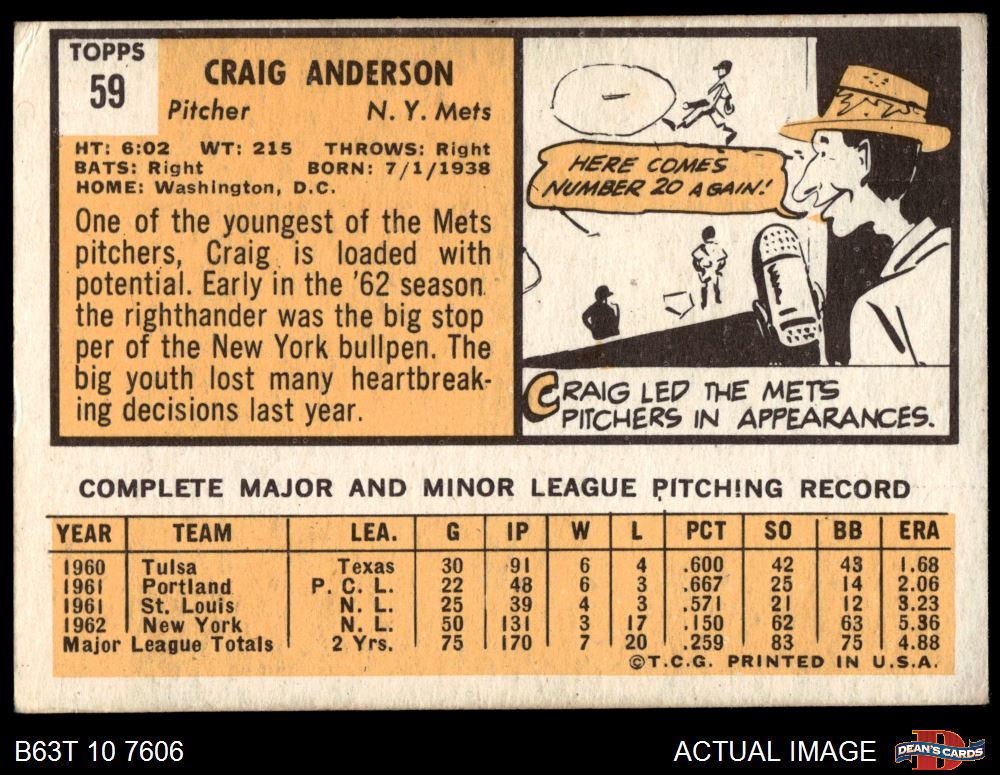 TOPPS
59
CRAIG ANDERSON
Pitcher N. Y. Mets
HT: 6:02 WT: 215 THROWS: Right
BATS: Right BORN: 7/1/1938
HOME: Washington, D.C.
One of the youngest of the Mets
pitchers, Craig is loaded with
potential. Early in the '62 season
the righthander was the big stop
per of the New York bullpen. The
big youth lost many heartbreak-
ing decisions last year.
HERE COMES
NUMBER 20 AGAIN!
CRAIG LED THE METS
PITCHERS IN APPEARANCES.
COMPLETE MAJOR AND MINOR LEAGUE PITCHING RECORD
YEAR TEAM LEA. G IP W L PCT SO BB ERA
1960 Tulsa Texas 30 91 6 4 .600 42 43 1.68
1961 Portland P. C. L. 22 48 6 3 .667 25 14 2.06
1961 St. Louis N. L. 25 39 4 3 .571 21 12 3.23
1962 New York N. L. 50 131 3 17 .150 62 63 5.36
Major League Totals 2 Yrs. 75 170 7 20 .259 83 75 4.88
©T.C.G. PRINTED IN U.S.A.
B63T 10 7606 ACTUAL IMAGE DEAN'S CARDS